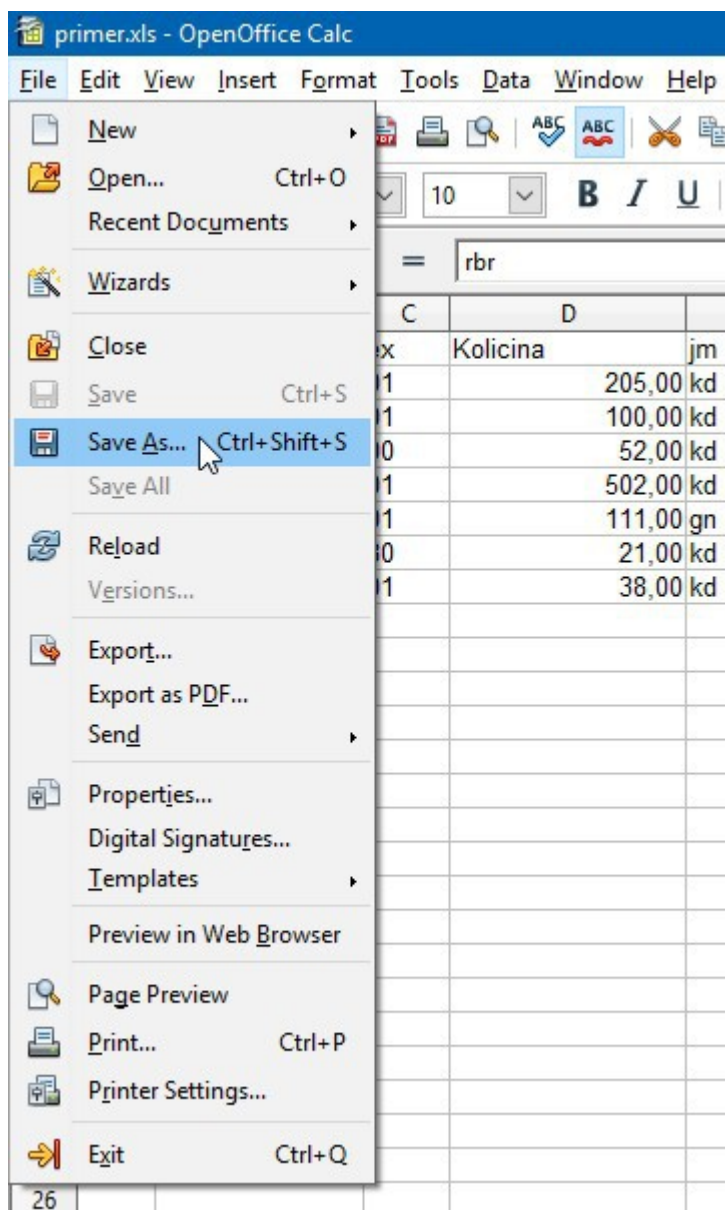 primer.xls - OpenOffice Calc
File Edit View Insert Format Tools Data Window Help
New
Open... Ctrl+O
10 B I U
Recent Documents
Wizards
= rbr
C D
Close
Kolicina jm
Save Ctrl+S
205,00 kd
Save As... Ctrl+Shift+S
100,00 kd
52,00 kd
Save All
502,00 kd
111,00 gn
Reload
21,00 kd
Versions...
38,00 kd
Export...
Export as PDF...
Send
Properties...
Digital Signatures...
Templates
Preview in Web Browser
Page Preview
Print... Ctrl+P
Printer Settings...
Exit Ctrl+Q
26